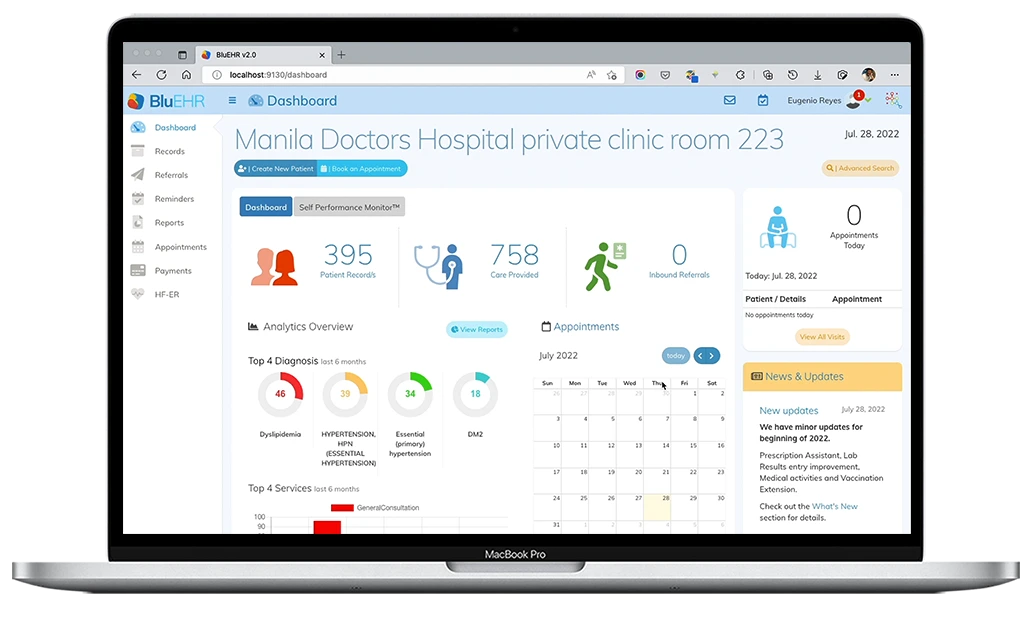 BluEHR v2.0
localhost:9130/dashboard
BluEHR
Dashboard
Eugenio Reyes
1
Dashboard
Records
Referrals
Reminders
Reports
Appointments
Payments
HF-ER
Manila Doctors Hospital private clinic room 223
Jul. 28, 2022
| Create New Patient
| Book an Appointment
| Advanced Search
Dashboard
Self Performance Monitor™
395
Patient Record/s
758
Care Provided
0
Inbound Referrals
Analytics Overview
View Reports
Top 4 Diagnosis last 6 months
46
39
34
18
Dyslipidemia
HYPERTENSION,
HPN
(ESSENTIAL
HYPERTENSION)
Essential
(primary)
hypertension
DM2
Top 4 Services last 6 months
GeneralConsultation
100
90
Appointments
July 2022
today
Sun Mon Tue Wed Thu Fri Sat
26 27 28 29 30 1 2
3 4 5 6 7 8 9
10 11 12 13 14 15 16
17 18 19 20 21 22 23
24 25 26 27 28 29 30
31 1 2 3 4 5 6
0
Appointments
Today
Today: Jul. 28, 2022
Patient / Details Appointment
No appointments today
View All Visits
News & Updates
New updates July 28, 2022
We have minor updates for
beginning of 2022.
Prescription Assistant, Lab
Results entry improvement,
Medical activities and Vaccination
Extension.
Check out the What's New
section for details.
MacBook Pro